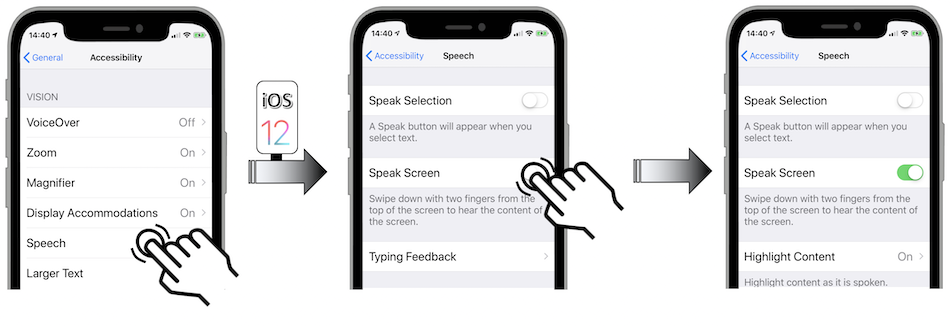 14:40
General
Accessibility
VISION
VoiceOver Off
Zoom On
Magnifier On
Display Accommodations On
Speech
Larger Text
iOS
12
14:40
Accessibility
Speech
Speak Selection
A Speak button will appear when you
select text.
Speak Screen
Swipe down with two fingers from the
top of the screen to hear the content of
the screen.
Typing Feedback
14:40
Accessibility
Speech
Speak Selection
A Speak button will appear when you
select text.
Speak Screen
Swipe down with two fingers from the
top of the screen to hear the content of
the screen.
Highlight Content On
Highlight content as it is spoken.